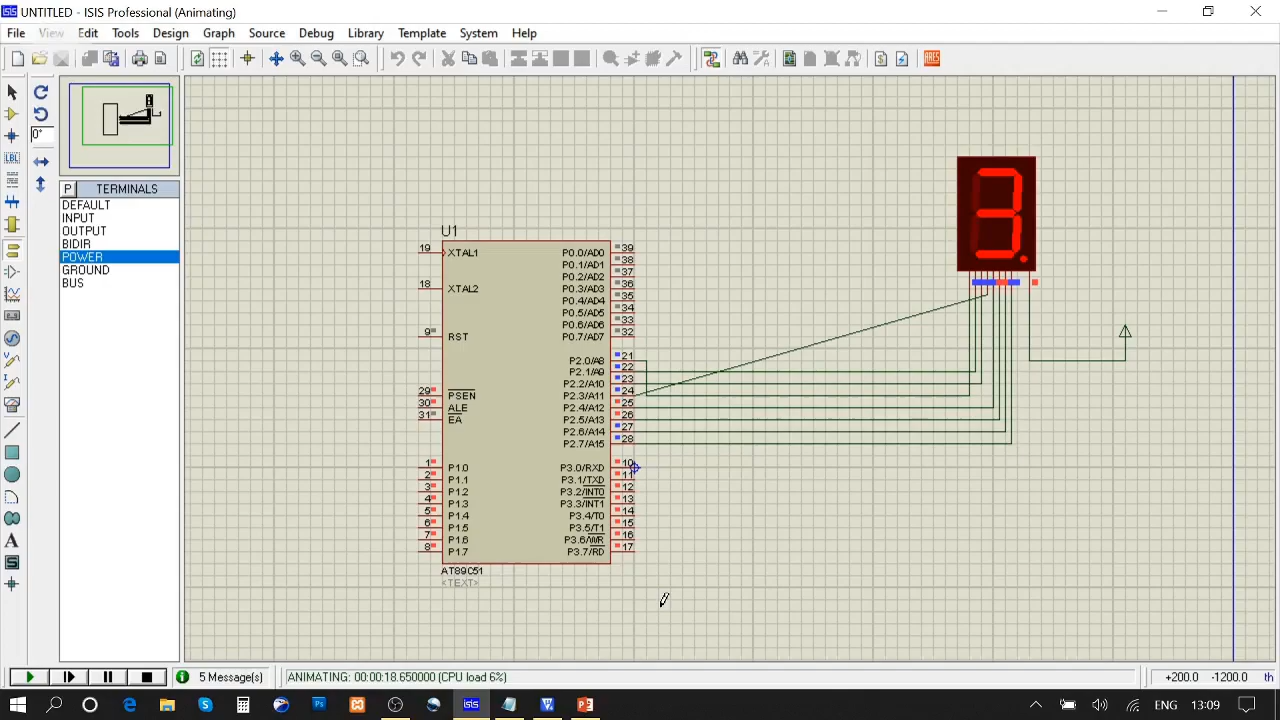 UNTITLED - ISIS Professional (Animating)
File View Edit Tools Design Graph Source Debug Library Template System Help
ARES
0°
LBL
P TERMINALS
DEFAULT
INPUT
OUTPUT
BIDIR
POWER
GROUND
BUS
A
S
U1
19 XTAL1
18 XTAL2
9 RST
29 PSEN
30 ALE
31 EA
1 P1.0
2 P1.1
3 P1.2
4 P1.3
5 P1.4
6 P1.5
7 P1.6
8 P1.7
P0.0/AD0 39
P0.1/AD1 38
P0.2/AD2 37
P0.3/AD3 36
P0.4/AD4 35
P0.5/AD5 34
P0.6/AD6 33
P0.7/AD7 32
P2.0/A8 21
P2.1/A9 22
P2.2/A10 23
P2.3/A11 24
P2.4/A12 25
P2.5/A13 26
P2.6/A14 27
P2.7/A15 28
P3.0/RXD 10
P3.1/TXD 11
P3.2/INT0 12
P3.3/INT1 13
P3.4/T0 14
P3.5/T1 15
P3.6/WR 16
P3.7/RD 17
AT89C51
<TEXT>
3.
5 Message(s) ANIMATING: 00:00:18.650000 (CPU load 6%) +200.0 -1200.0 th
Ps isis ENG 13:09